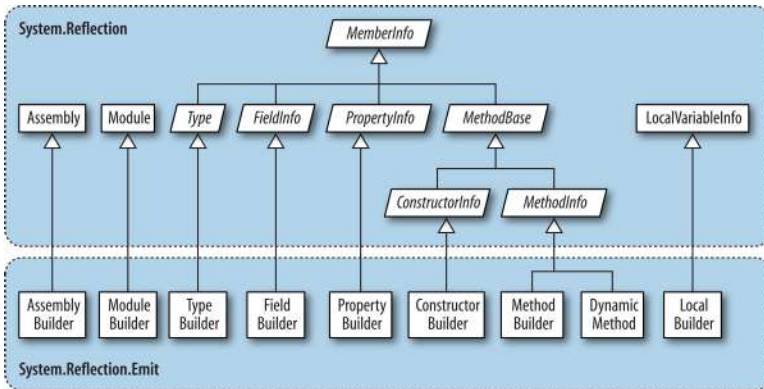 System.Reflection
MemberInfo
Assembly
Module
Type
FieldInfo
PropertyInfo
MethodBase
LocalVariableInfo
ConstructorInfo
MethodInfo
Assembly
Builder
Module
Builder
Type
Builder
Field
Builder
Property
Builder
Constructor
Builder
Method
Builder
Dynamic
Method
Local
Builder
System.Reflection.Emit